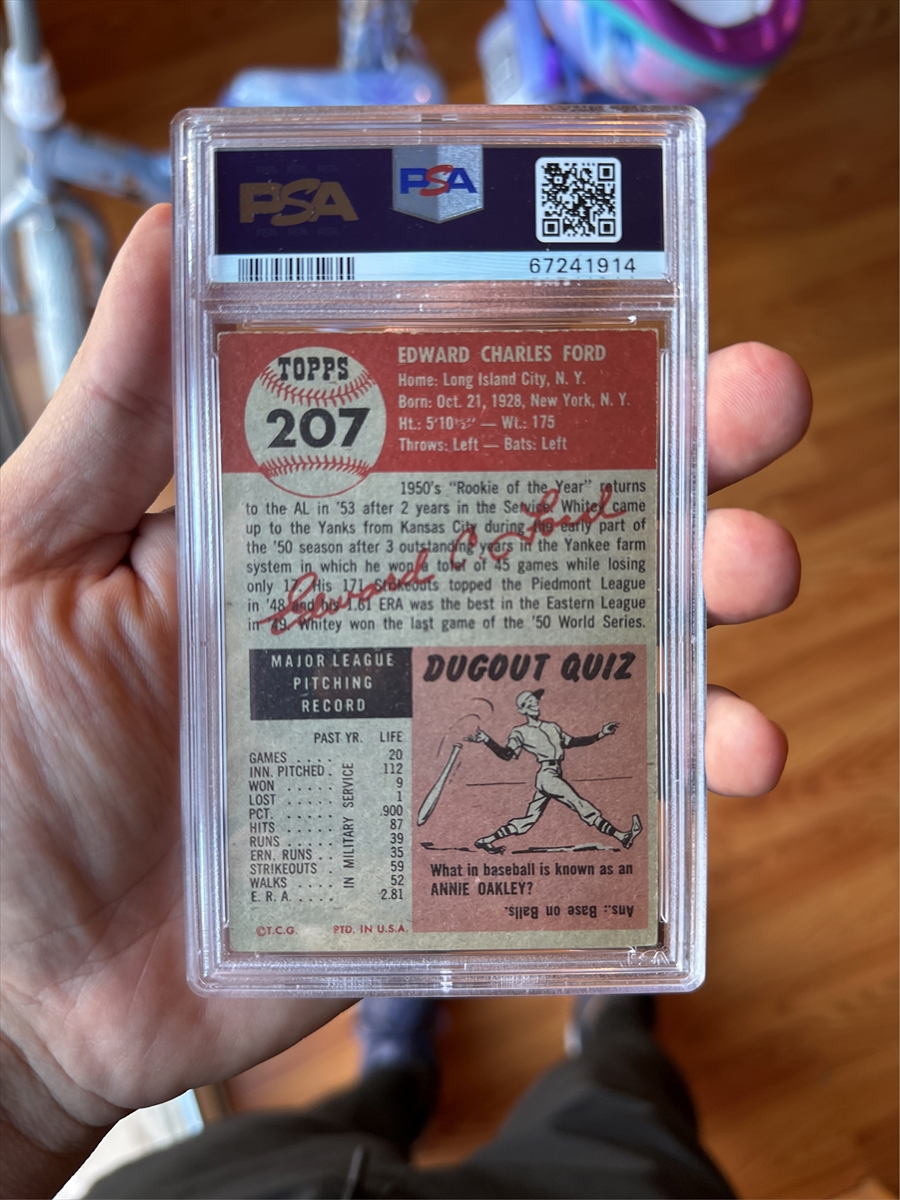 PSA
PSA
67241914
TOPPS
207
EDWARD CHARLES FORD
Home: Long Island City, N. Y.
Born: Oct. 21, 1928, New York, N. Y.
Ht.: 5'10½" — Wt.: 175
Throws: Left — Bats: Left
1950's "Rookie of the Year" returns
to the AL in '53 after 2 years in the Service. Whitey came
up to the Yanks from Kansas City during the early part of
the '50 season after 3 outstanding years in the Yankee farm
system in which he won a total of 45 games while losing
only 17. His 171 Strikeouts topped the Piedmont League
in '48 and his 1.61 ERA was the best in the Eastern League
in '49. Whitey won the last game of the '50 World Series.
Edward C. Ford
MAJOR LEAGUE
PITCHING
RECORD
PAST YR. LIFE
GAMES .... 20
INN. PITCHED . 112
WON ..... 9
LOST ..... 1
PCT. ..... .900
HITS ..... 87
RUNS ..... 39
ERN. RUNS .. 35
STRIKEOUTS . 59
WALKS .... 52
E. R. A. .... 2.81
IN MILITARY SERVICE
©T.C.G. PTD. IN U.S.A.
DUGOUT QUIZ
What in baseball is known as an
ANNIE OAKLEY?
Ans.: Base on Balls.